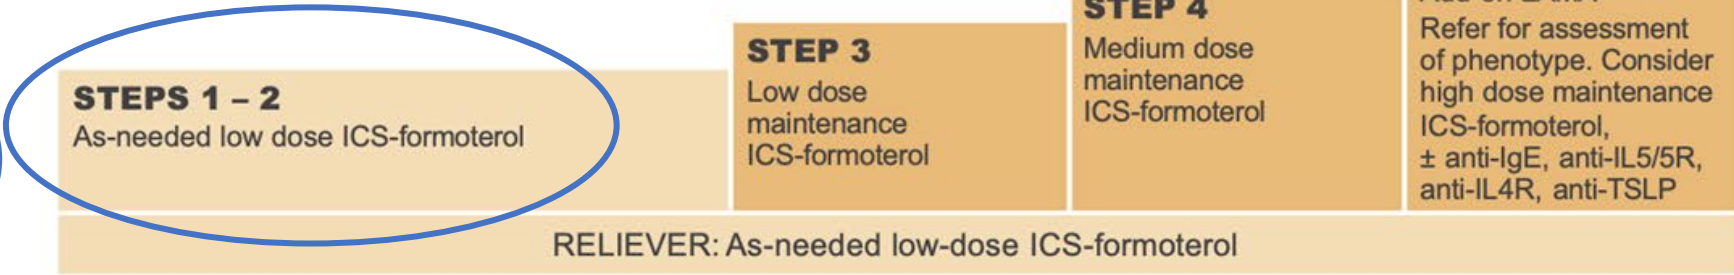 STEPS 1 – 2
As-needed low dose ICS-formoterol
STEP 3
Low dose
maintenance
ICS-formoterol
STEP 4
Medium dose
maintenance
ICS-formoterol
Refer for assessment
of phenotype. Consider
high dose maintenance
ICS-formoterol,
± anti-IgE, anti-IL5/5R,
anti-IL4R, anti-TSLP
RELIEVER: As-needed low-dose ICS-formoterol